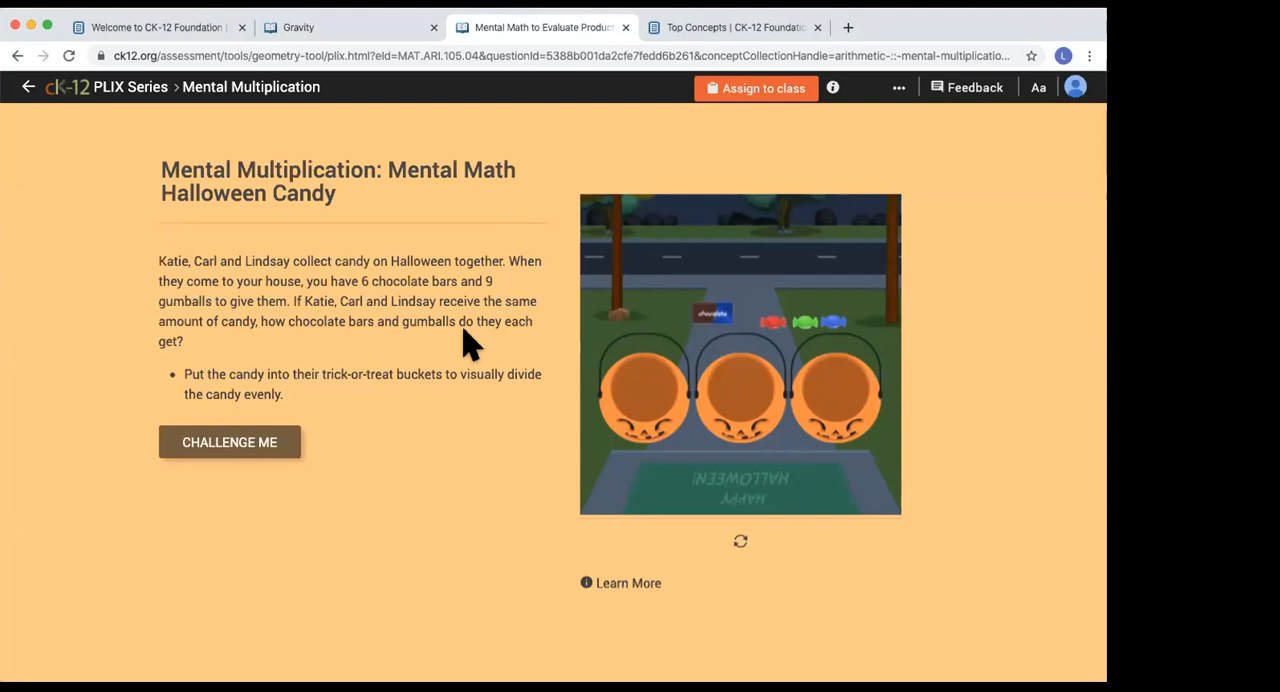 Welcome to CK-12 Foundation |
Gravity
Mental Math to Evaluate Produc
Top Concepts | CK-12 Foundatio
ck12.org/assessment/tools/geometry-tool/plix.html?eId=MAT.ARI.105.04&questionId=5388b001da2cfe7fedd6b261&conceptCollectionHandle=arithmetic-::-mental-multiplicatio...
L
ck-12 PLIX Series > Mental Multiplication
Assign to class
Feedback
Aa
Mental Multiplication: Mental Math
Halloween Candy
Katie, Carl and Lindsay collect candy on Halloween together. When
they come to your house, you have 6 chocolate bars and 9
gumballs to give them. If Katie, Carl and Lindsay receive the same
amount of candy, how chocolate bars and gumballs do they each
get?
• Put the candy into their trick-or-treat buckets to visually divide
the candy evenly.
CHALLENGE ME
chocolate
HAPPY
HALLOWEEN!
Learn More